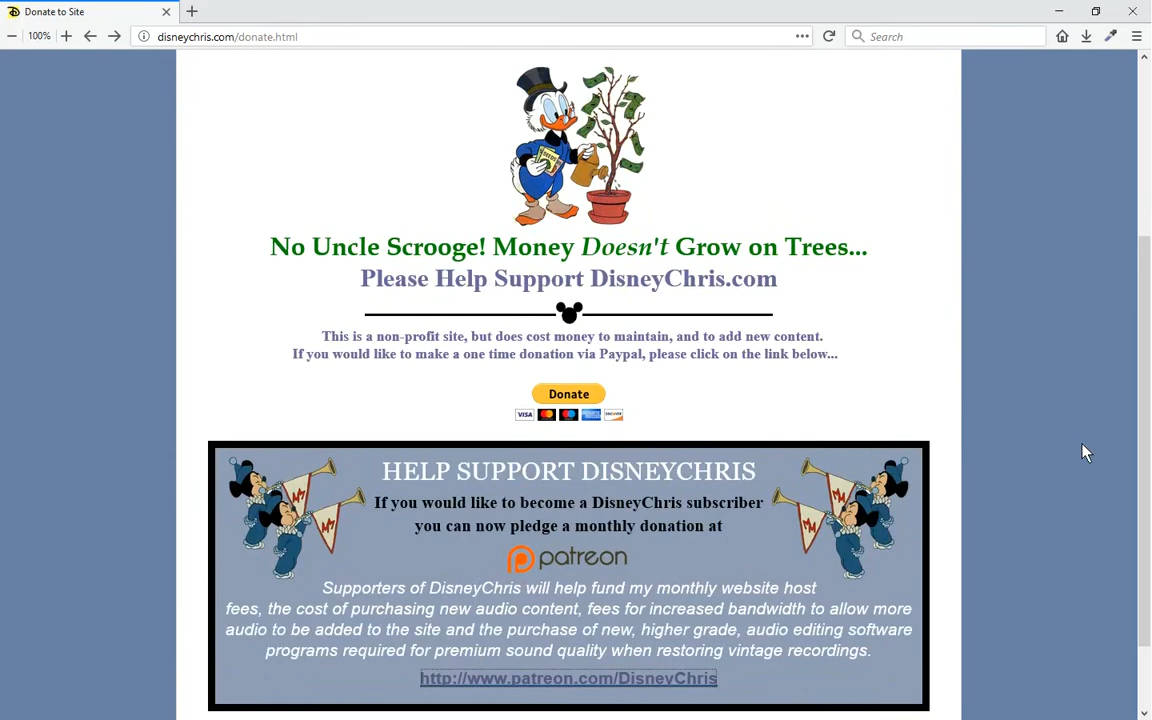 Donate to Site
100%
disneychris.com/donate.html
Search
No Uncle Scrooge! Money Doesn't Grow on Trees...
Please Help Support DisneyChris.com
This is a non-profit site, but does cost money to maintain, and to add new content.
If you would like to make a one time donation via Paypal, please click on the link below...
Donate
VISA
HELP SUPPORT DISNEYCHRIS
If you would like to become a DisneyChris subscriber
you can now pledge a monthly donation at
patreon
Supporters of DisneyChris will help fund my monthly website host
fees, the cost of purchasing new audio content, fees for increased bandwidth to allow more
audio to be added to the site and the purchase of new, higher grade, audio editing software
programs required for premium sound quality when restoring vintage recordings.
http://www.patreon.com/DisneyChris